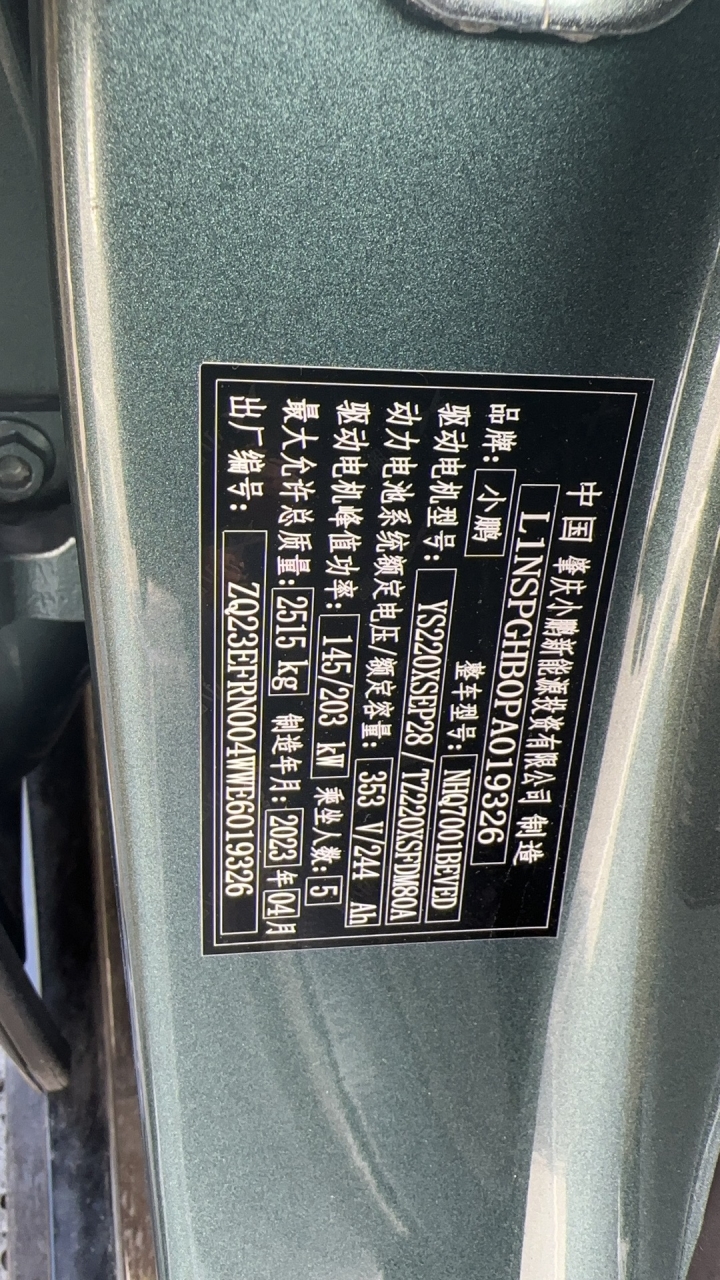 中国 肇庆小鹏新能源投资有限公司 制造
L1NSPGHB0PA019326
品牌: 小鹏 整车型号: NHQ7001BEVED
驱动电机型号: YS220XSEP28/TZ220XSFDM80A
动力电池系统额定电压/额定容量: 353 V/244 Ah
驱动电机峰值功率: 145/203 kW 乘坐人数: 5
最大允许总质量: 2515 kg 制造年月: 2023 年 04 月
出厂编号: ZQ23EFRN004WWE6019326